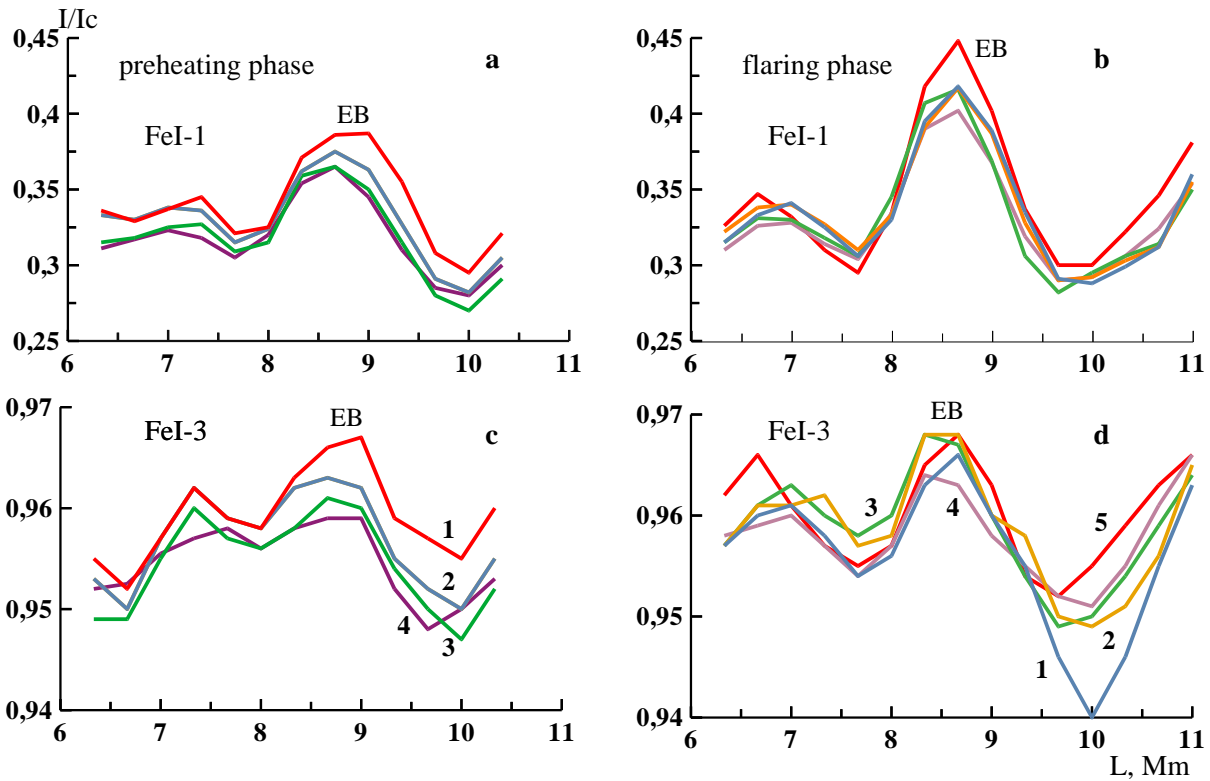 I/Ic
0,45
0,4
0,35
0,3
0,25
preheating phase
a
EB
FeI-1
6 7 8 9 10 11
0,45
0,4
0,35
0,3
0,25
flaring phase
EB
b
FeI-1
6 7 8 9 10 11
0,97
0,96
0,95
0,94
FeI-3
EB
c
1
2
3
4
6 7 8 9 10 11
0,97
0,96
0,95
0,94
FeI-3
EB
d
3
4
5
2
1
6 7 8 9 10 11
L, Mm